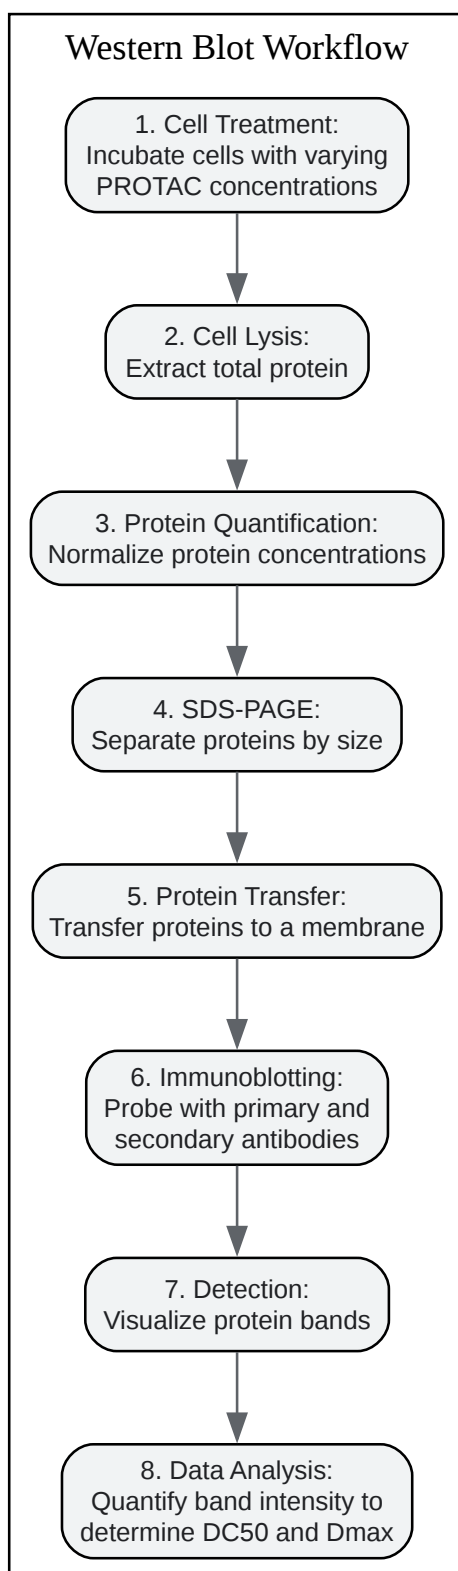 Western Blot Workflow
1. Cell Treatment:
Incubate cells with varying
PROTAC concentrations
2. Cell Lysis:
Extract total protein
3. Protein Quantification:
Normalize protein concentrations
4. SDS-PAGE:
Separate proteins by size
5. Protein Transfer:
Transfer proteins to a membrane
6. Immunoblotting:
Probe with primary and
secondary antibodies
7. Detection:
Visualize protein bands
8. Data Analysis:
Quantify band intensity to
determine DC50 and Dmax